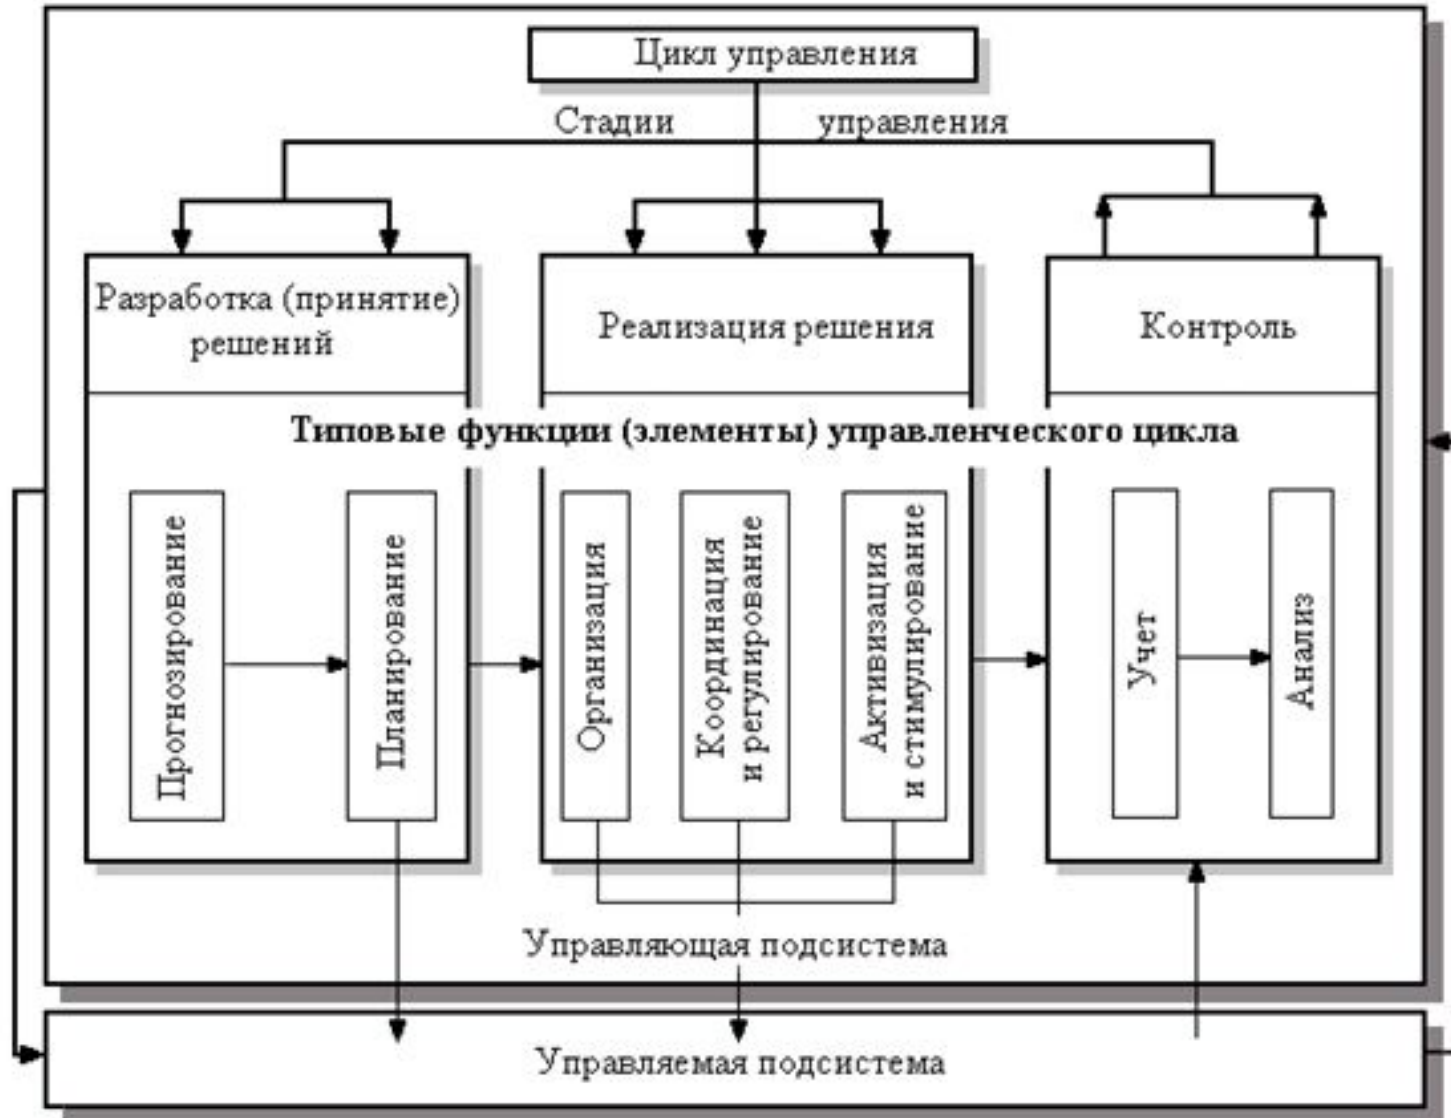 Цикл управления
Стадии управления
Разработка (принятие)
решений
Реализация решения
Контроль
Типовые функции (элементы) управленческого цикла
Прогнозирование
Планирование
Организация
Координация
и регулирование
Активизация
и стимулирование
Учет
Анализ
Управляющая подсистема
Управляемая подсистема